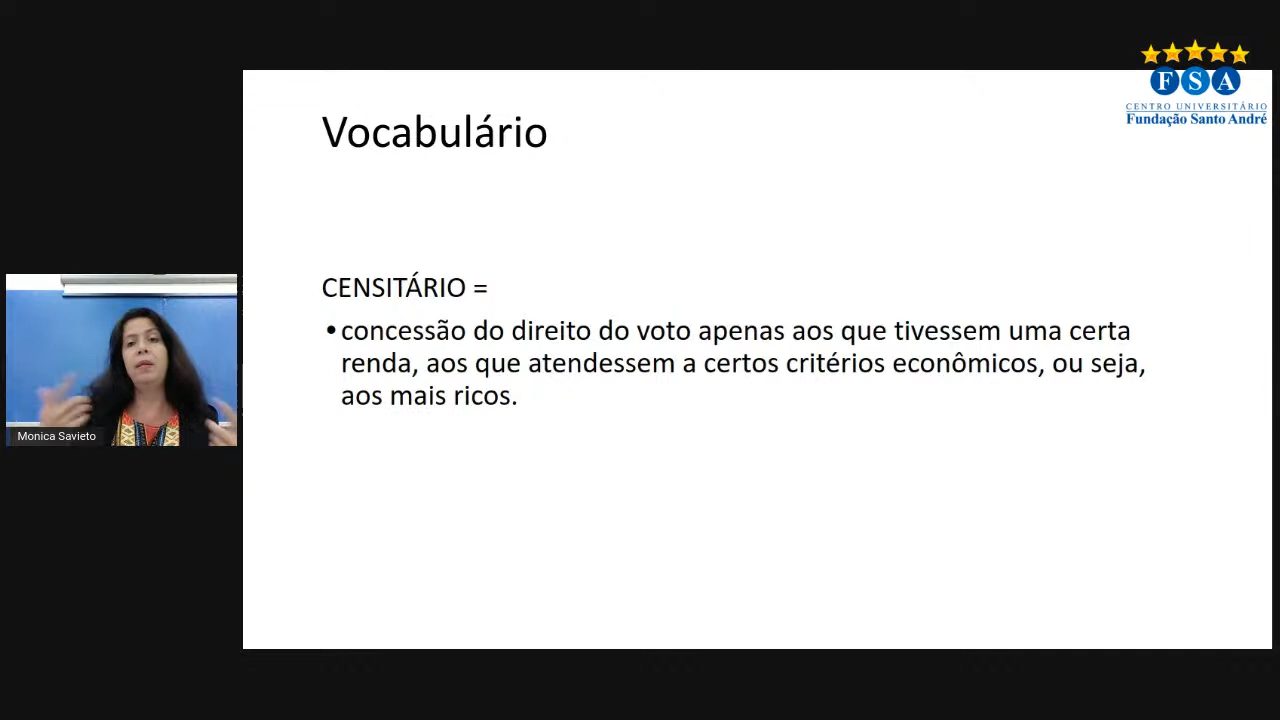 FSA
CENTRO UNIVERSITÁRIO
Fundação Santo André
Vocabulário
CENSITÁRIO =
•concessão do direito do voto apenas aos que tivessem uma certa
renda, aos que atendessem a certos critérios econômicos, ou seja,
aos mais ricos.
Monica Savieto